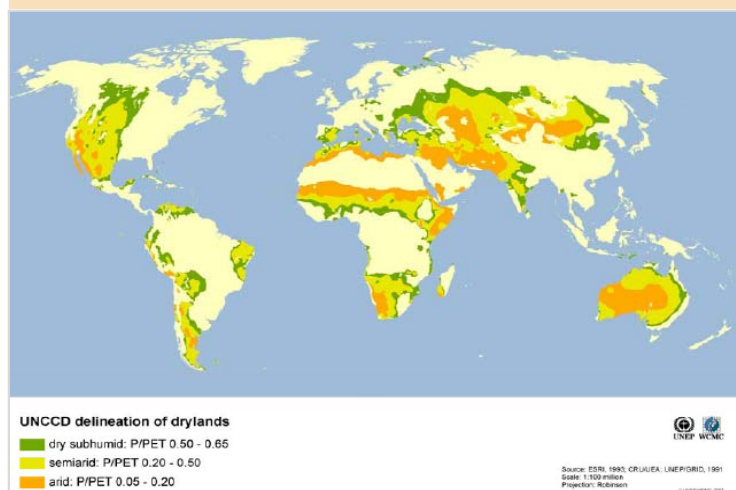 UNCCD delineation of drylands
dry subhumid: P/PET 0.50 - 0.65
semiarid: P/PET 0.20 - 0.50
arid: P/PET 0.05 - 0.20
UNEP WCMC
Source: ESRI, 1993; CRU/UEA; UNEP/GRID, 1991
Scale: 1:100 million
Projection: Robinson